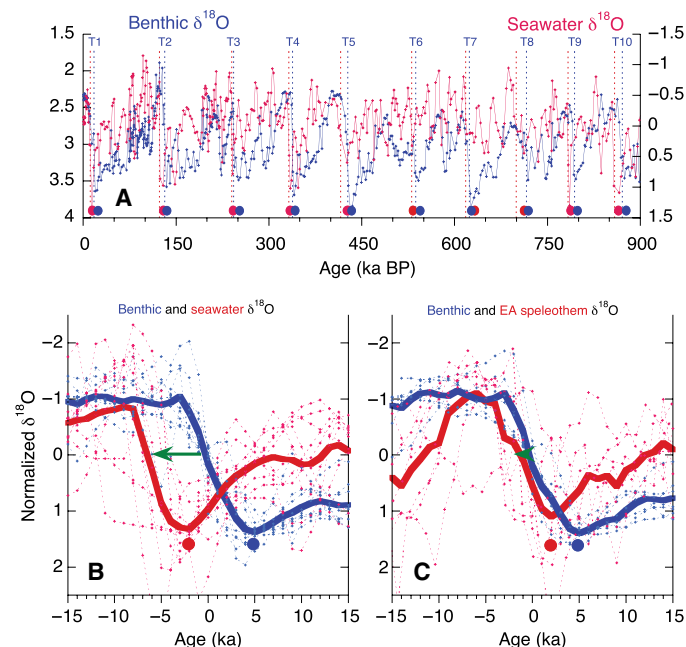 Benthic δ18O Seawater δ18O
1.5 T1 T2 T3 T4 T5 T6 T7 T8 T9 T10 −1.5
2 −1
2.5 −0.5
2.5 0
3 0.5
3.5 1
4 1.5
A
0 150 300 450 600 750 900
Age (ka BP)
Benthic and seawater δ18O Benthic and EA speleothem δ18O
Normalized δ18O
−2
−1
0
1
2
B C
−15 −10 −5 0 5 10 15 −15 −10 −5 0 5 10 15
Age (ka) Age (ka)